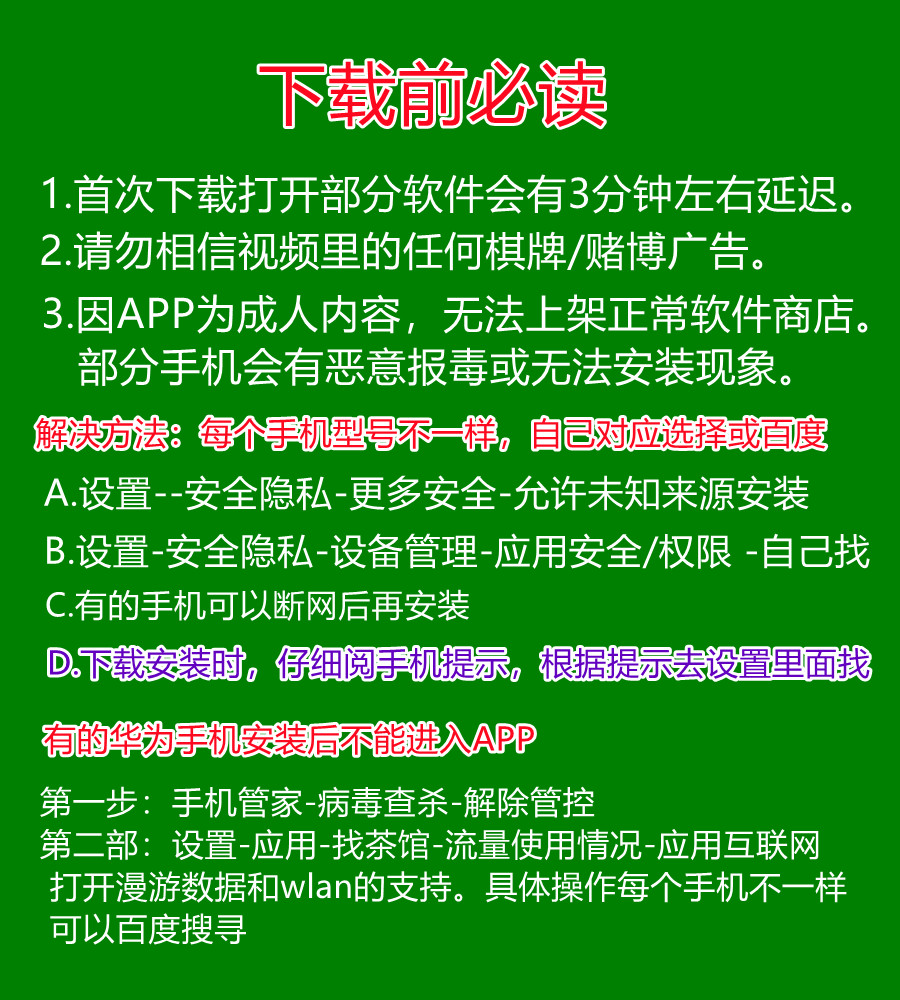 下载前必读
1.首次下载打开部分软件会有3分钟左右延迟。
2.请勿相信视频里的任何棋牌/赌博广告。
3.因APP为成人内容，无法上架正常软件商店。
部分手机会有恶意报毒或无法安装现象。
解决方法：每个手机型号不一样，自己对应选择或百度
A.设置--安全隐私-更多安全-允许未知来源安装
B.设置-安全隐私-设备管理-应用安全/权限 -自己找
C.有的手机可以断网后再安装
D.下载安装时，仔细阅手机提示，根据提示去设置里面找
有的华为手机安装后不能进入APP
第一步：手机管家-病毒查杀-解除管控
第二部：设置-应用-找茶馆-流量使用情况-应用互联网
打开漫游数据和wlan的支持。具体操作每个手机不一样
可以百度搜寻